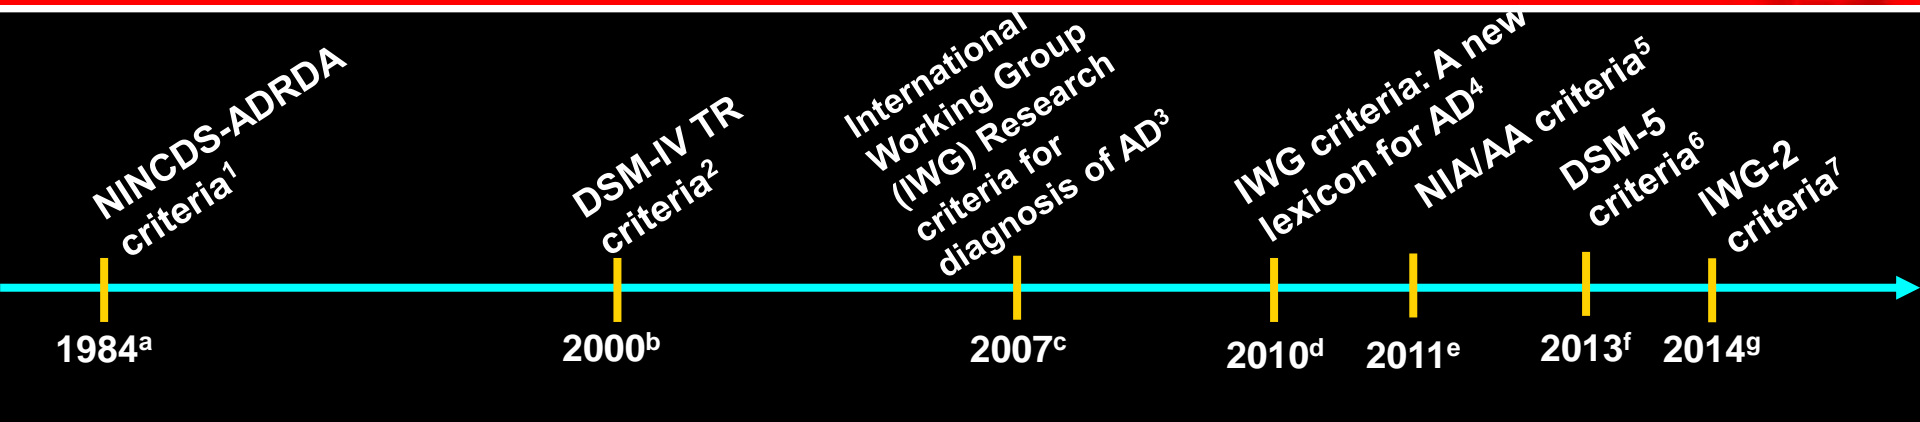 NINCDS-ADRDA
criteria¹
DSM-IV TR
criteria²
International
Working Group
(IWG) Research
criteria for
diagnosis of AD³
IWG criteria: A new
lexicon for AD⁴
NIA/AA criteria⁵
DSM-5
criteria⁶
IWG-2
criteria⁷
1984ᵃ
2000ᵇ
2007ᶜ
2010ᵈ
2011ᵉ
2013ᶠ
2014ᵍ